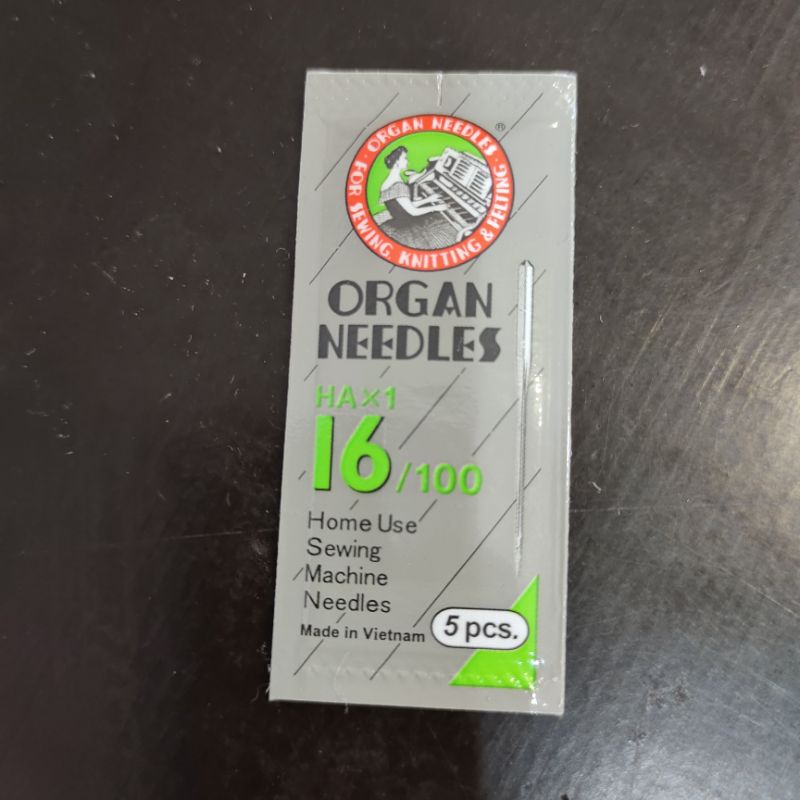 · ORGAN NEEDLES ·
FOR SEWING KNITTING & FELTING
®
ORGAN
NEEDLES
HA×1
16/100
Home Use
Sewing
Machine
Needles
Made in Vietnam
5 pcs.